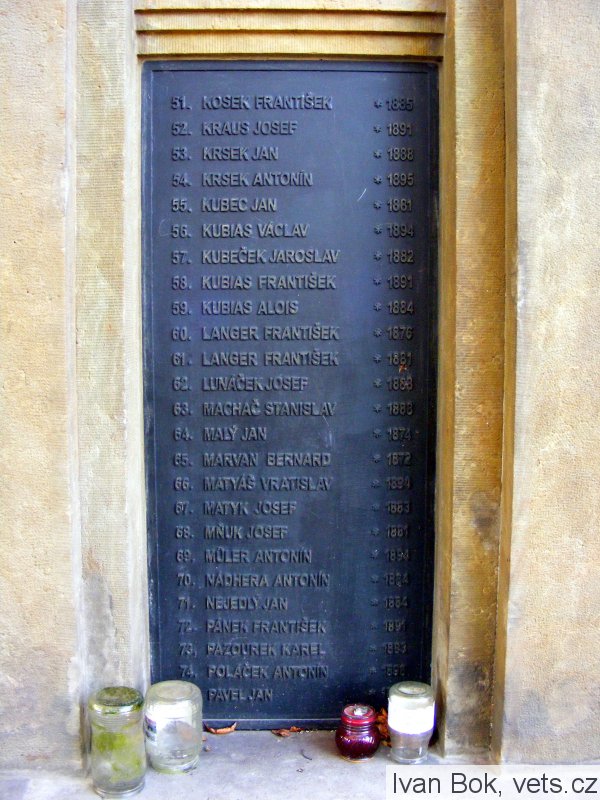 51. KOSEK FRANTIŠEK * 1885
52. KRAUS JOSEF * 1891
53. KRSEK JAN * 1888
54. KRSEK ANTONÍN * 1895
55. KUBEC JAN * 1881
56. KUBIAS VÁCLAV * 1894
57. KUBEČEK JAROSLAV * 1882
58. KUBIAS FRANTIŠEK * 1891
59. KUBIAS ALOIS * 1884
60. LANGER FRANTIŠEK * 1876
61. LANGER FRANTIŠEK *
62. LUNÁČEK JOSEF *
63. MACHAČ STANISLAV *
64. MALÝ JAN * 1874
65. MARVAN BERNARD * 1872
66. MATYÁŠ VRATISLAV *
67. MATYK JOSEF *
68. MŇUK JOSEF *
69. MŮLER ANTONÍN *
70. NÁDHERA ANTONÍN *
71. NEJEDLÝ JAN *
72. PÁNEK FRANTIŠEK * 1891
73. PAZOUREK KAREL *
74. POLÁČEK ANTONÍN *
PAVEL JAN
Ivan Bok, vets.cz